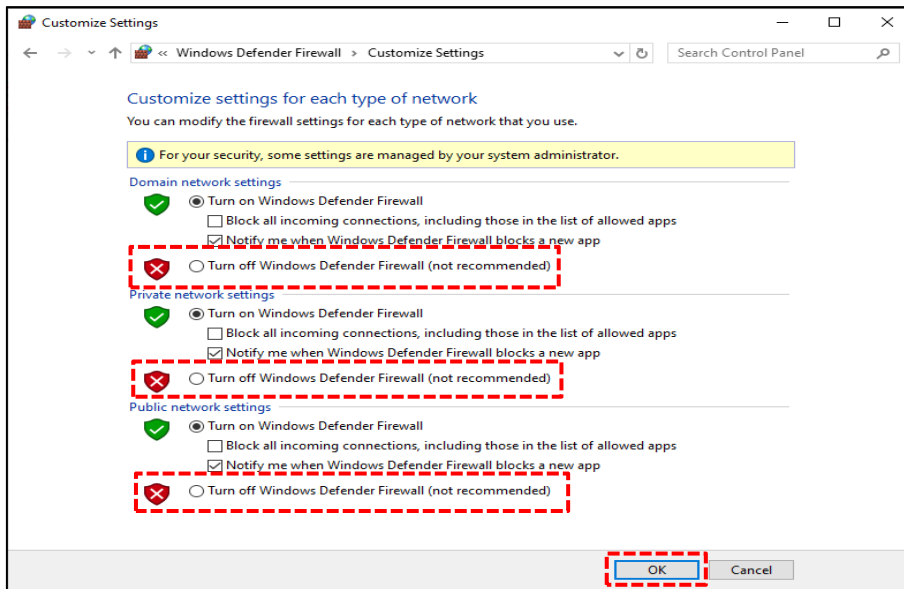 Customize Settings
« Windows Defender Firewall > Customize Settings
Search Control Panel
Customize settings for each type of network
You can modify the firewall settings for each type of network that you use.
For your security, some settings are managed by your system administrator.
Domain network settings
Turn on Windows Defender Firewall
Block all incoming connections, including those in the list of allowed apps
Notify me when Windows Defender Firewall blocks a new app
Turn off Windows Defender Firewall (not recommended)
Private network settings
Turn on Windows Defender Firewall
Block all incoming connections, including those in the list of allowed apps
Notify me when Windows Defender Firewall blocks a new app
Turn off Windows Defender Firewall (not recommended)
Public network settings
Turn on Windows Defender Firewall
Block all incoming connections, including those in the list of allowed apps
Notify me when Windows Defender Firewall blocks a new app
Turn off Windows Defender Firewall (not recommended)
OK Cancel